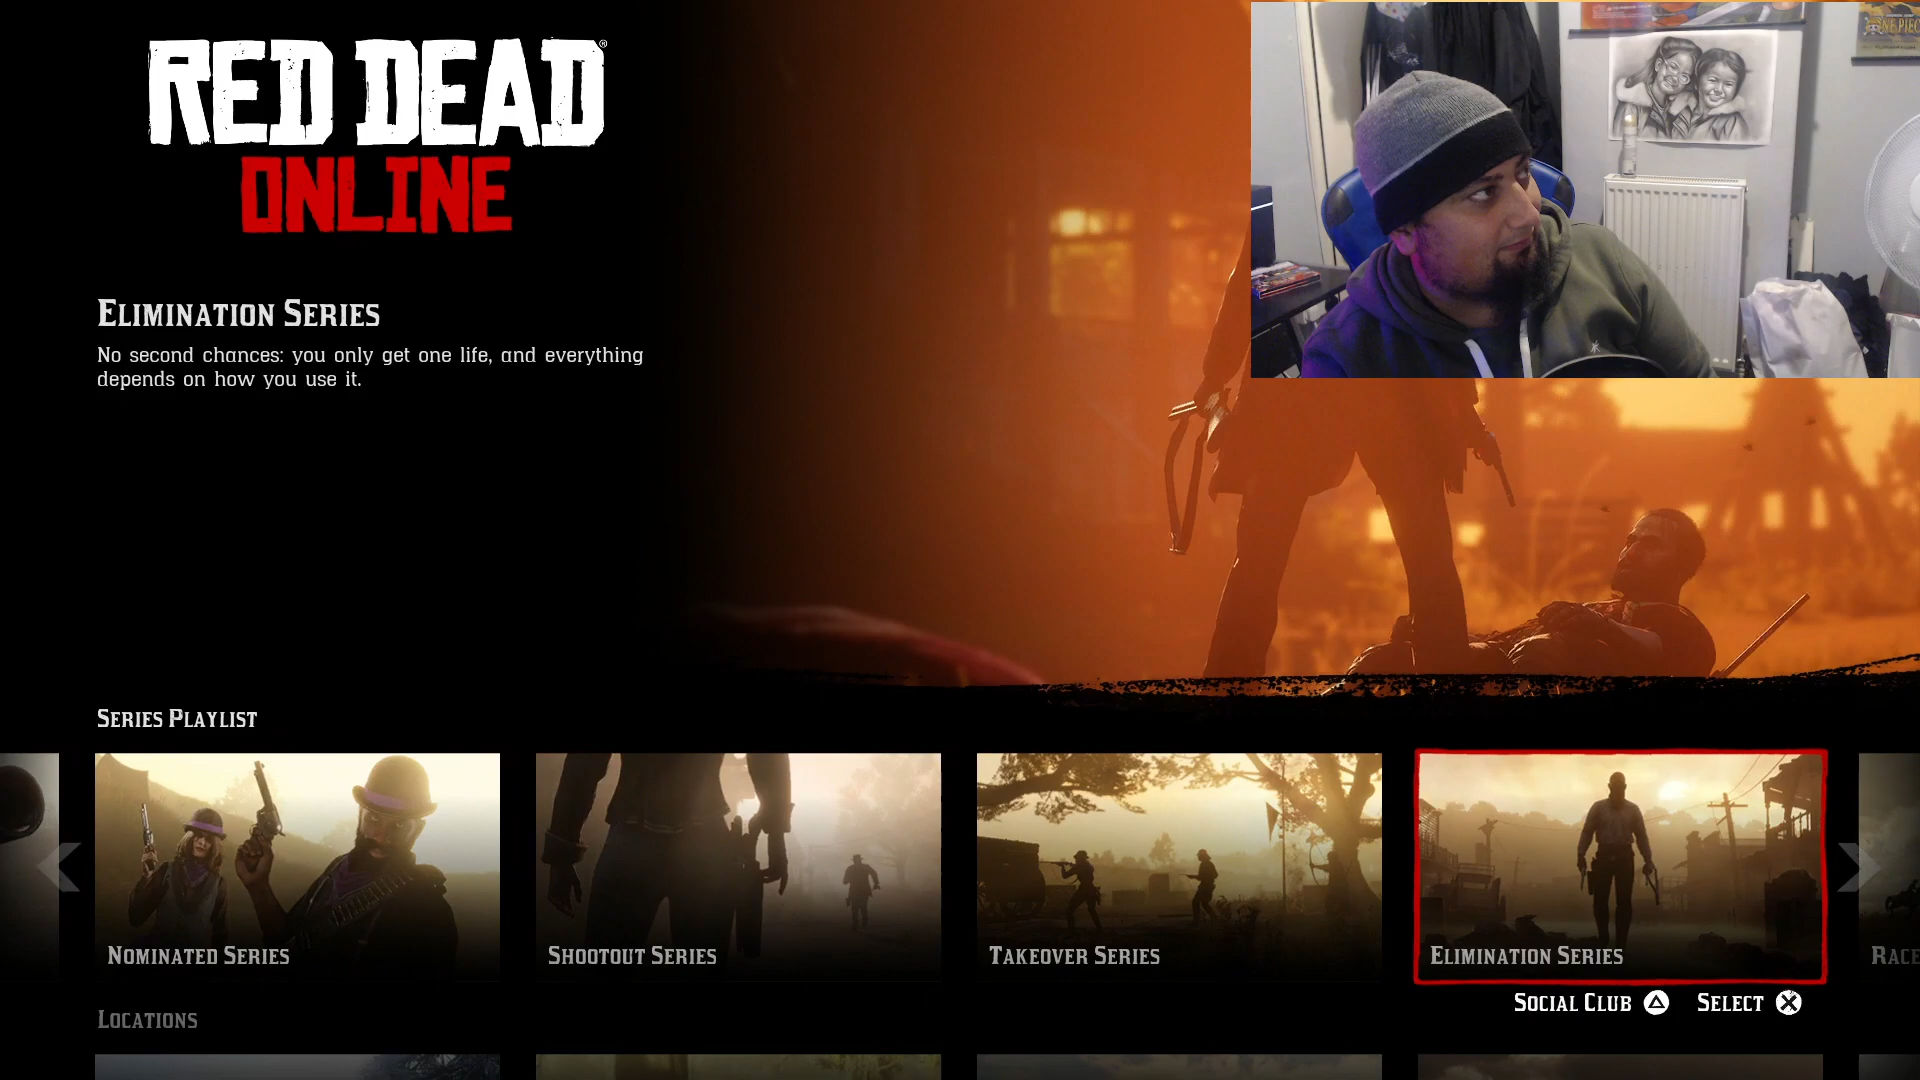 RED DEAD®
ONLINE
ELIMINATION SERIES
No second chances: you only get one life, and everything
depends on how you use it.
SERIES PLAYLIST
NOMINATED SERIES
SHOOTOUT SERIES
TAKEOVER SERIES
ELIMINATION SERIES
RACE
SOCIAL CLUB
SELECT
LOCATIONS